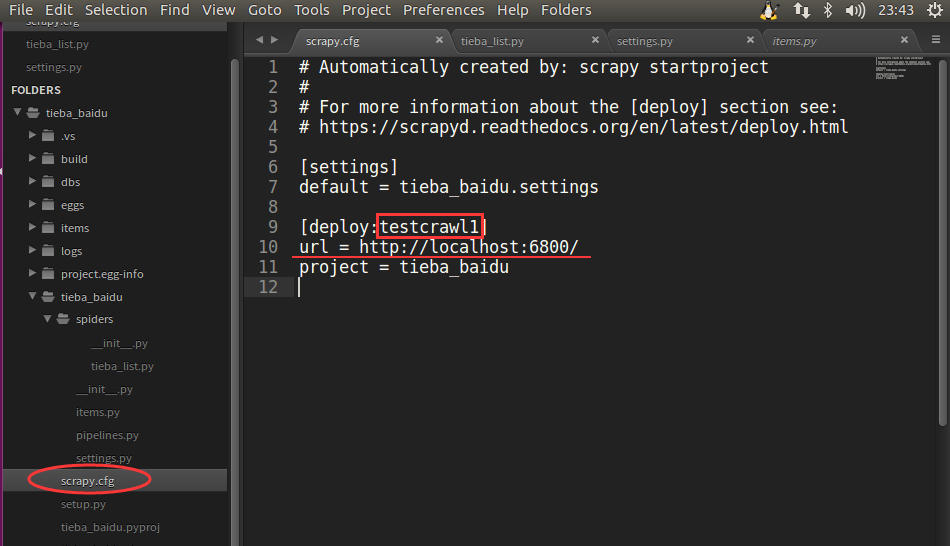 File Edit Selection Find View Goto Tools Project Preferences Help Folders 23:43
scrapy.cfg
tieba_list.py
settings.py
FOLDERS
tieba_baidu
.vs
build
dbs
eggs
items
logs
project.egg-info
tieba_baidu
spiders
__init__.py
tieba_list.py
__init__.py
items.py
pipelines.py
settings.py
scrapy.cfg
setup.py
tieba_baidu.pyproj
scrapy.cfg tieba_list.py settings.py items.py
1 # Automatically created by: scrapy startproject
2 #
3 # For more information about the [deploy] section see:
4 # https://scrapyd.readthedocs.org/en/latest/deploy.html
5
6 [settings]
7 default = tieba_baidu.settings
8
9 [deploy:testcrawl1]
10 url = http://localhost:6800/
11 project = tieba_baidu
12